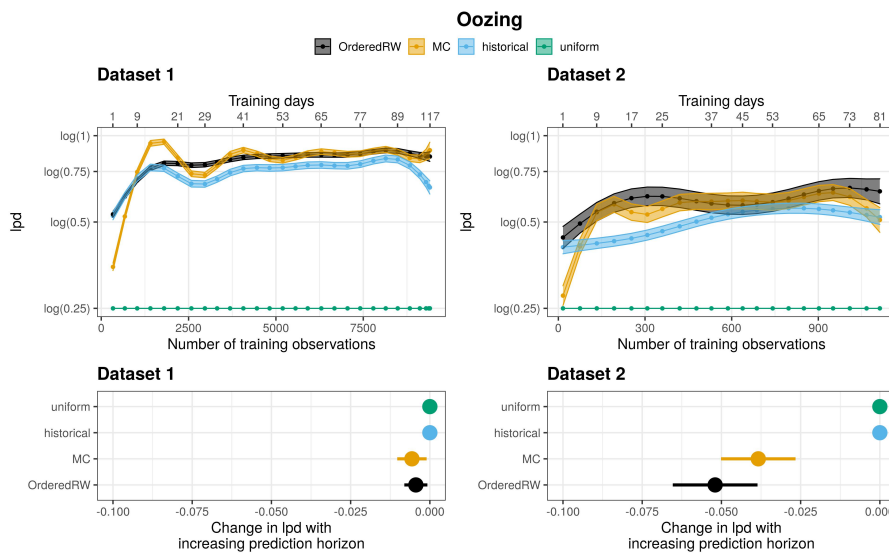 Oozing
OrderedRW MC historical uniform
Dataset 1
Training days
1 9 21 29 41 53 65 77 89 117
log(1)
log(0.75)
log(0.5)
log(0.25)
lpd
0 2500 5000 7500
Number of training observations
Dataset 2
Training days
1 9 17 25 37 45 53 65 73 81
log(1)
log(0.75)
log(0.5)
log(0.25)
lpd
0 300 600 900
Number of training observations
Dataset 1
uniform
historical
MC
OrderedRW
-0.100 -0.075 -0.050 -0.025 0.000
Change in lpd with
increasing prediction horizon
Dataset 2
uniform
historical
MC
OrderedRW
-0.100 -0.075 -0.050 -0.025 0.000
Change in lpd with
increasing prediction horizon